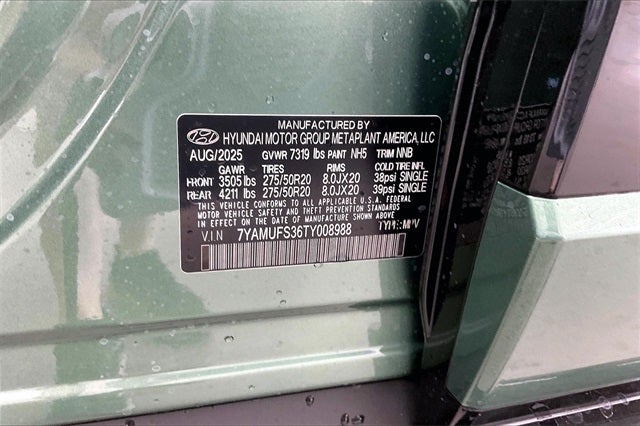 MANUFACTURED BY
HYUNDAI MOTOR GROUP METAPLANT AMERICA, LLC
AUG/2025 GVWR 7319 lbs PAINT NH5 TRIM NNB
GAWR TIRES RIMS COLD TIRE INFL
FRONT 3505 lbs 275/50R20 8.0JX20 38psi SINGLE
REAR 4211 lbs 275/50R20 8.0JX20 39psi SINGLE
THIS VEHICLE CONFORMS TO ALL APPLICABLE U.S.A. FEDERAL
MOTOR VEHICLE SAFETY AND THEFT PREVENTION STANDARDS
IN EFFECT ON THE DATE OF MANUFACTURE SHOWN ABOVE.
V.I.N 7YAMUFS36TY008988